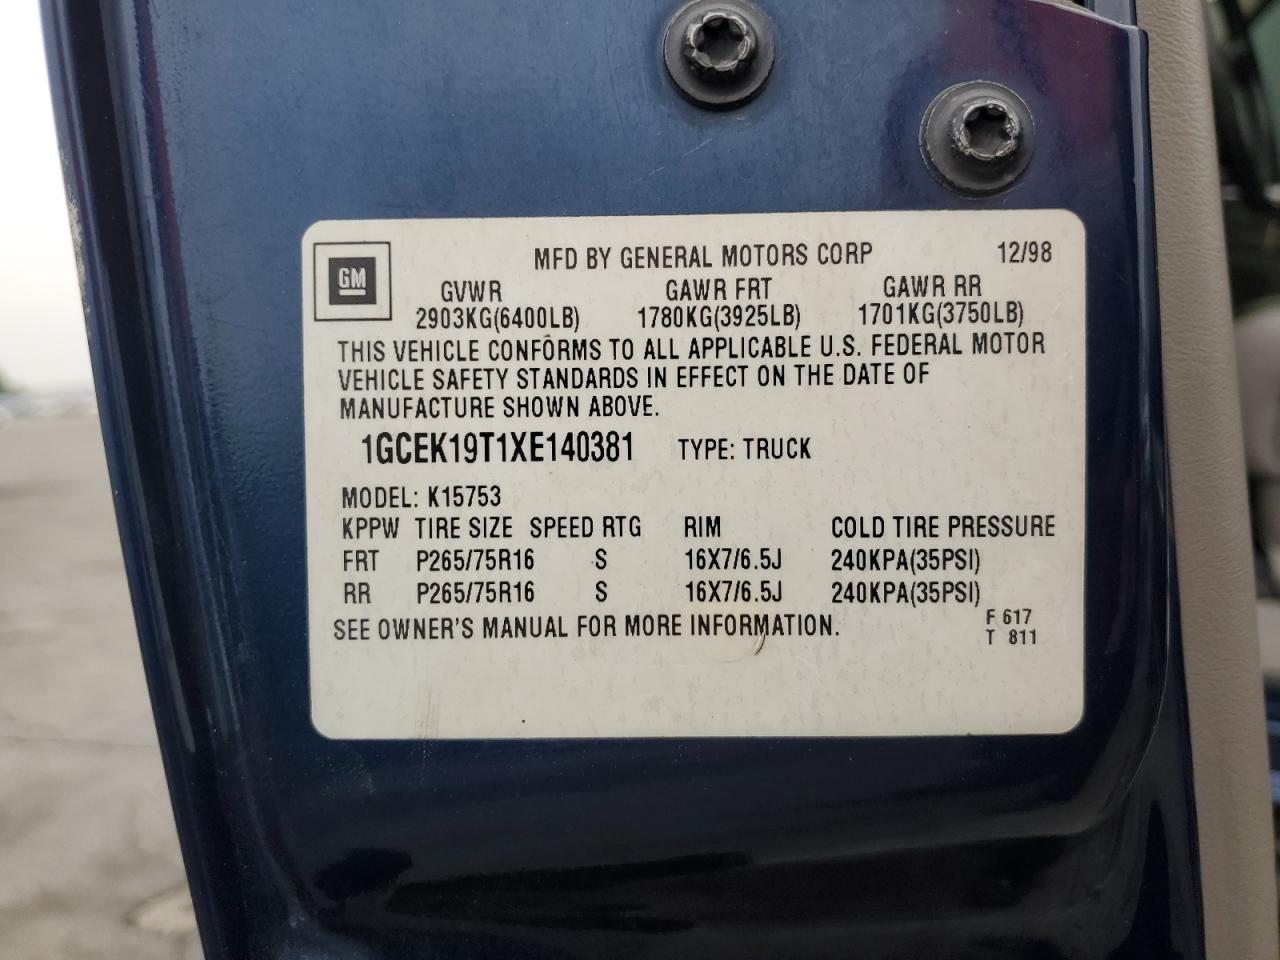 MFD BY GENERAL MOTORS CORP 12/98
GM
GVWR GAWR FRT GAWR RR
2903KG(6400LB) 1780KG(3925LB) 1701KG(3750LB)
THIS VEHICLE CONFORMS TO ALL APPLICABLE U.S. FEDERAL MOTOR
VEHICLE SAFETY STANDARDS IN EFFECT ON THE DATE OF
MANUFACTURE SHOWN ABOVE.
1GCEK19T1XE140381 TYPE: TRUCK
MODEL: K15753
KPPW TIRE SIZE SPEED RTG RIM COLD TIRE PRESSURE
FRT P265/75R16 S 16X7/6.5J 240KPA(35PSI)
RR P265/75R16 S 16X7/6.5J 240KPA(35PSI)
SEE OWNER'S MANUAL FOR MORE INFORMATION.
F 617
T 811